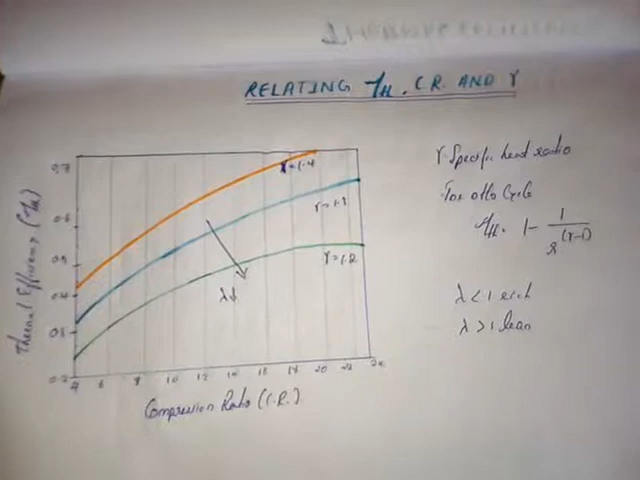 RELATING ηth, C.R. AND γ
γ Specific heat ratio
For otto Cycle
ηth = 1 - 1/r^(γ-1)
λ < 1 rich
λ > 1 lean
0.7
0.6
0.5
0.4
0.3
0.2
γ=1.4
γ=1.3
γ=1.2
λ↓
Thermal Efficiency (ηth)
4 6 8 10 12 14 16 18 20 22 24
Compression Ratio (C.R.)